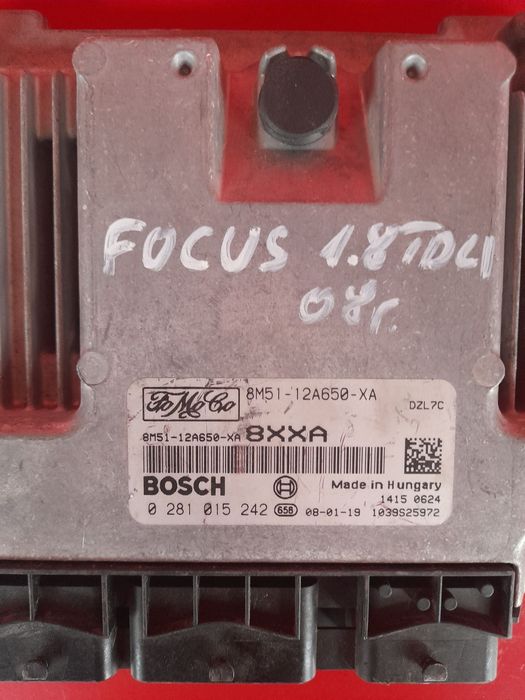 FOCUS 1.8TDCI
08г.
FoMoCo
8M51-12A650-XA
DZL7C
8M51-12A650-XA 8XXA
BOSCH
Made in Hungary
1415 0624
0 281 015 242 658 08-01-19 1039S25972